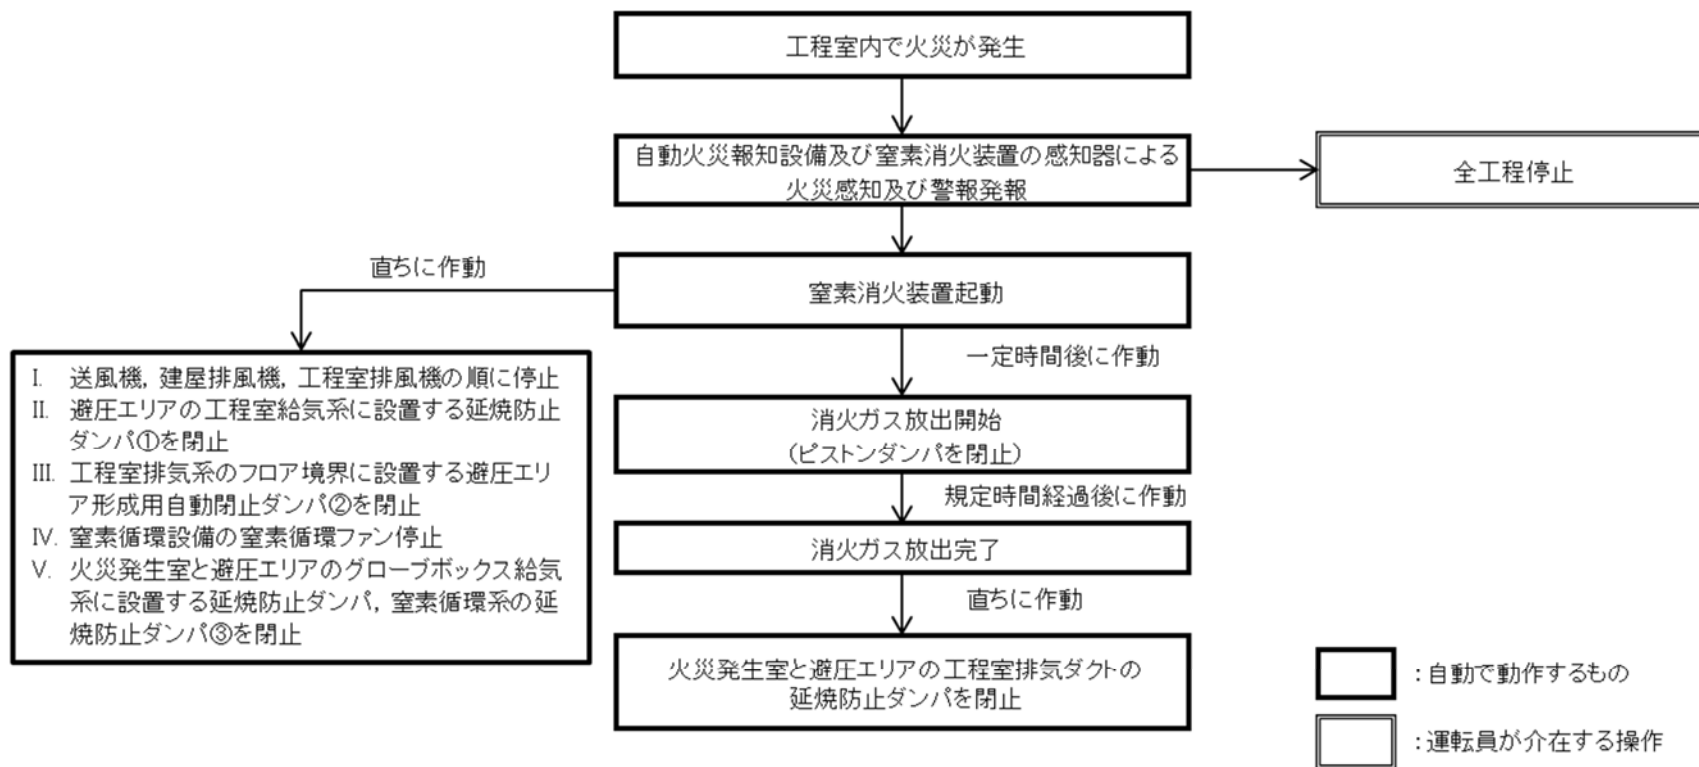 工程室内で火災が発生
自動火災報知設備及び窒素消火装置の感知器による
火災感知及び警報発報
全工程停止
直ちに作動
窒素消火装置起動
一定時間後に作動
I. 送風機，建屋排風機，工程室排風機の順に停止
II. 避圧エリアの工程室給気系に設置する延焼防止
ダンパ①を閉止
III. 工程室排気系のフロア境界に設置する避圧エリ
ア形成用自動閉止ダンパ②を閉止
IV. 窒素循環設備の窒素循環ファン停止
V. 火災発生室と避圧エリアのグローブボックス給気
系に設置する延焼防止ダンパ，窒素循環系の延
焼防止ダンパ③を閉止
消火ガス放出開始
(ピストンダンパを閉止)
規定時間経過後に作動
消火ガス放出完了
直ちに作動
火災発生室と避圧エリアの工程室排気ダクトの
延焼防止ダンパを閉止
：自動で動作するもの
：運転員が介在する操作